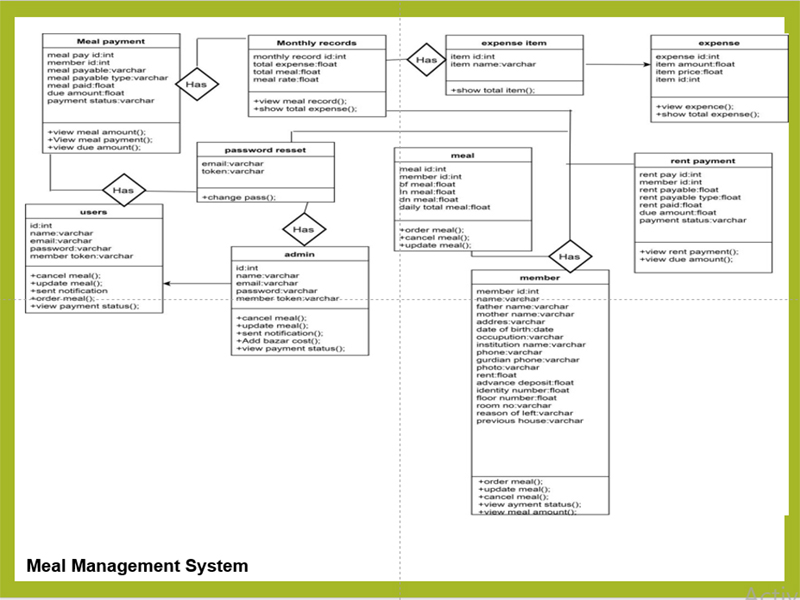 Meal payment
meal pay id:int
member id:int
meal payable:varchar
meal payable type:varchar
meal paid:float
due amount:float
payment status:varchar
+view meal amount();
+View meal payment();
+view due amount();
Has
Monthly records
monthly record id:int
total expense:float
total meal:float
meal rate:float
+view meal record();
+show total expense();
Has
expense item
item id:int
item name:varchar
+show total item();
expense
expense id:int
item amount:float
item price:float
item id:int
+view expence();
+show total expense();
password resset
email:varchar
token:varchar
+change pass();
Has
users
id:int
name:varchar
email:varchar
password:varchar
member token:varchar
+cancel meal();
+update meal();
+sent notification
+order meal();
+view payment status();
Has
admin
id:int
name:varchar
email:varchar
password:varchar
member token:varchar
+cancel meal();
+update meal();
+sent notification();
+Add bazar cost();
+view payment status();
meal
meal id:int
member id:int
bf meal:float
ln meal:float
dn meal:float
daily total meal:float
+order meal();
+cancel meal();
+update meal();
rent payment
rent pay id:int
member id:int
rent payable:float
rent payable type:float
rent paid:float
due amount:float
payment status:varchar
+view rent payment();
+view due amount();
Has
member
member id:int
name:varchar
father name:varchar
mother name:varchar
addres:varchar
date of birth:date
occupution:varchar
institution name:varchar
phone:varchar
gurdian phone:varchar
photo:varchar
rent:float
advance deposit:float
identity number:float
floor number:float
room no:varchar
reason of left:varchar
previous house:varchar
+order meal();
+update meal();
+cancel meal();
+view ayment status();
+view meal amount();
Meal Management System